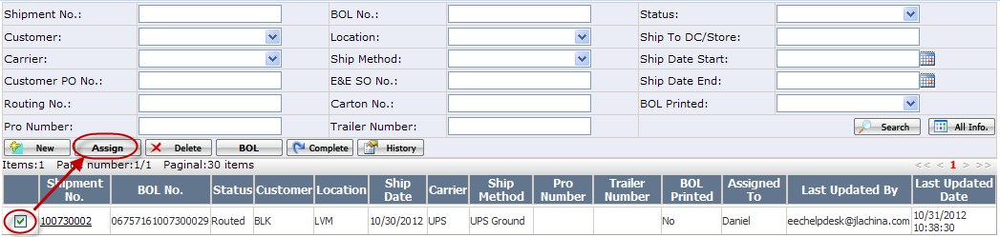 Shipment No.: BOL No.: Status:
Customer: Location: Ship To DC/Store:
Carrier: Ship Method: Ship Date Start:
Customer PO No.: E&E SO No.: Ship Date End:
Routing No.: Carton No.: BOL Printed:
Pro Number: Trailer Number: Search All Info.
New Assign Delete BOL Complete History
Items:1 Page number:1/1 Paginal:30 items << < 1 > >>
Shipment No. BOL No. Status Customer Location Ship Date Carrier Ship Method Pro Number Trailer Number BOL Printed Assigned To Last Updated By Last Updated Date
100730002 06757161007300029 Routed BLK LVM 10/30/2012 UPS UPS Ground No Daniel eechelpdesk@jlachina.com 10/31/2012 10:38:30